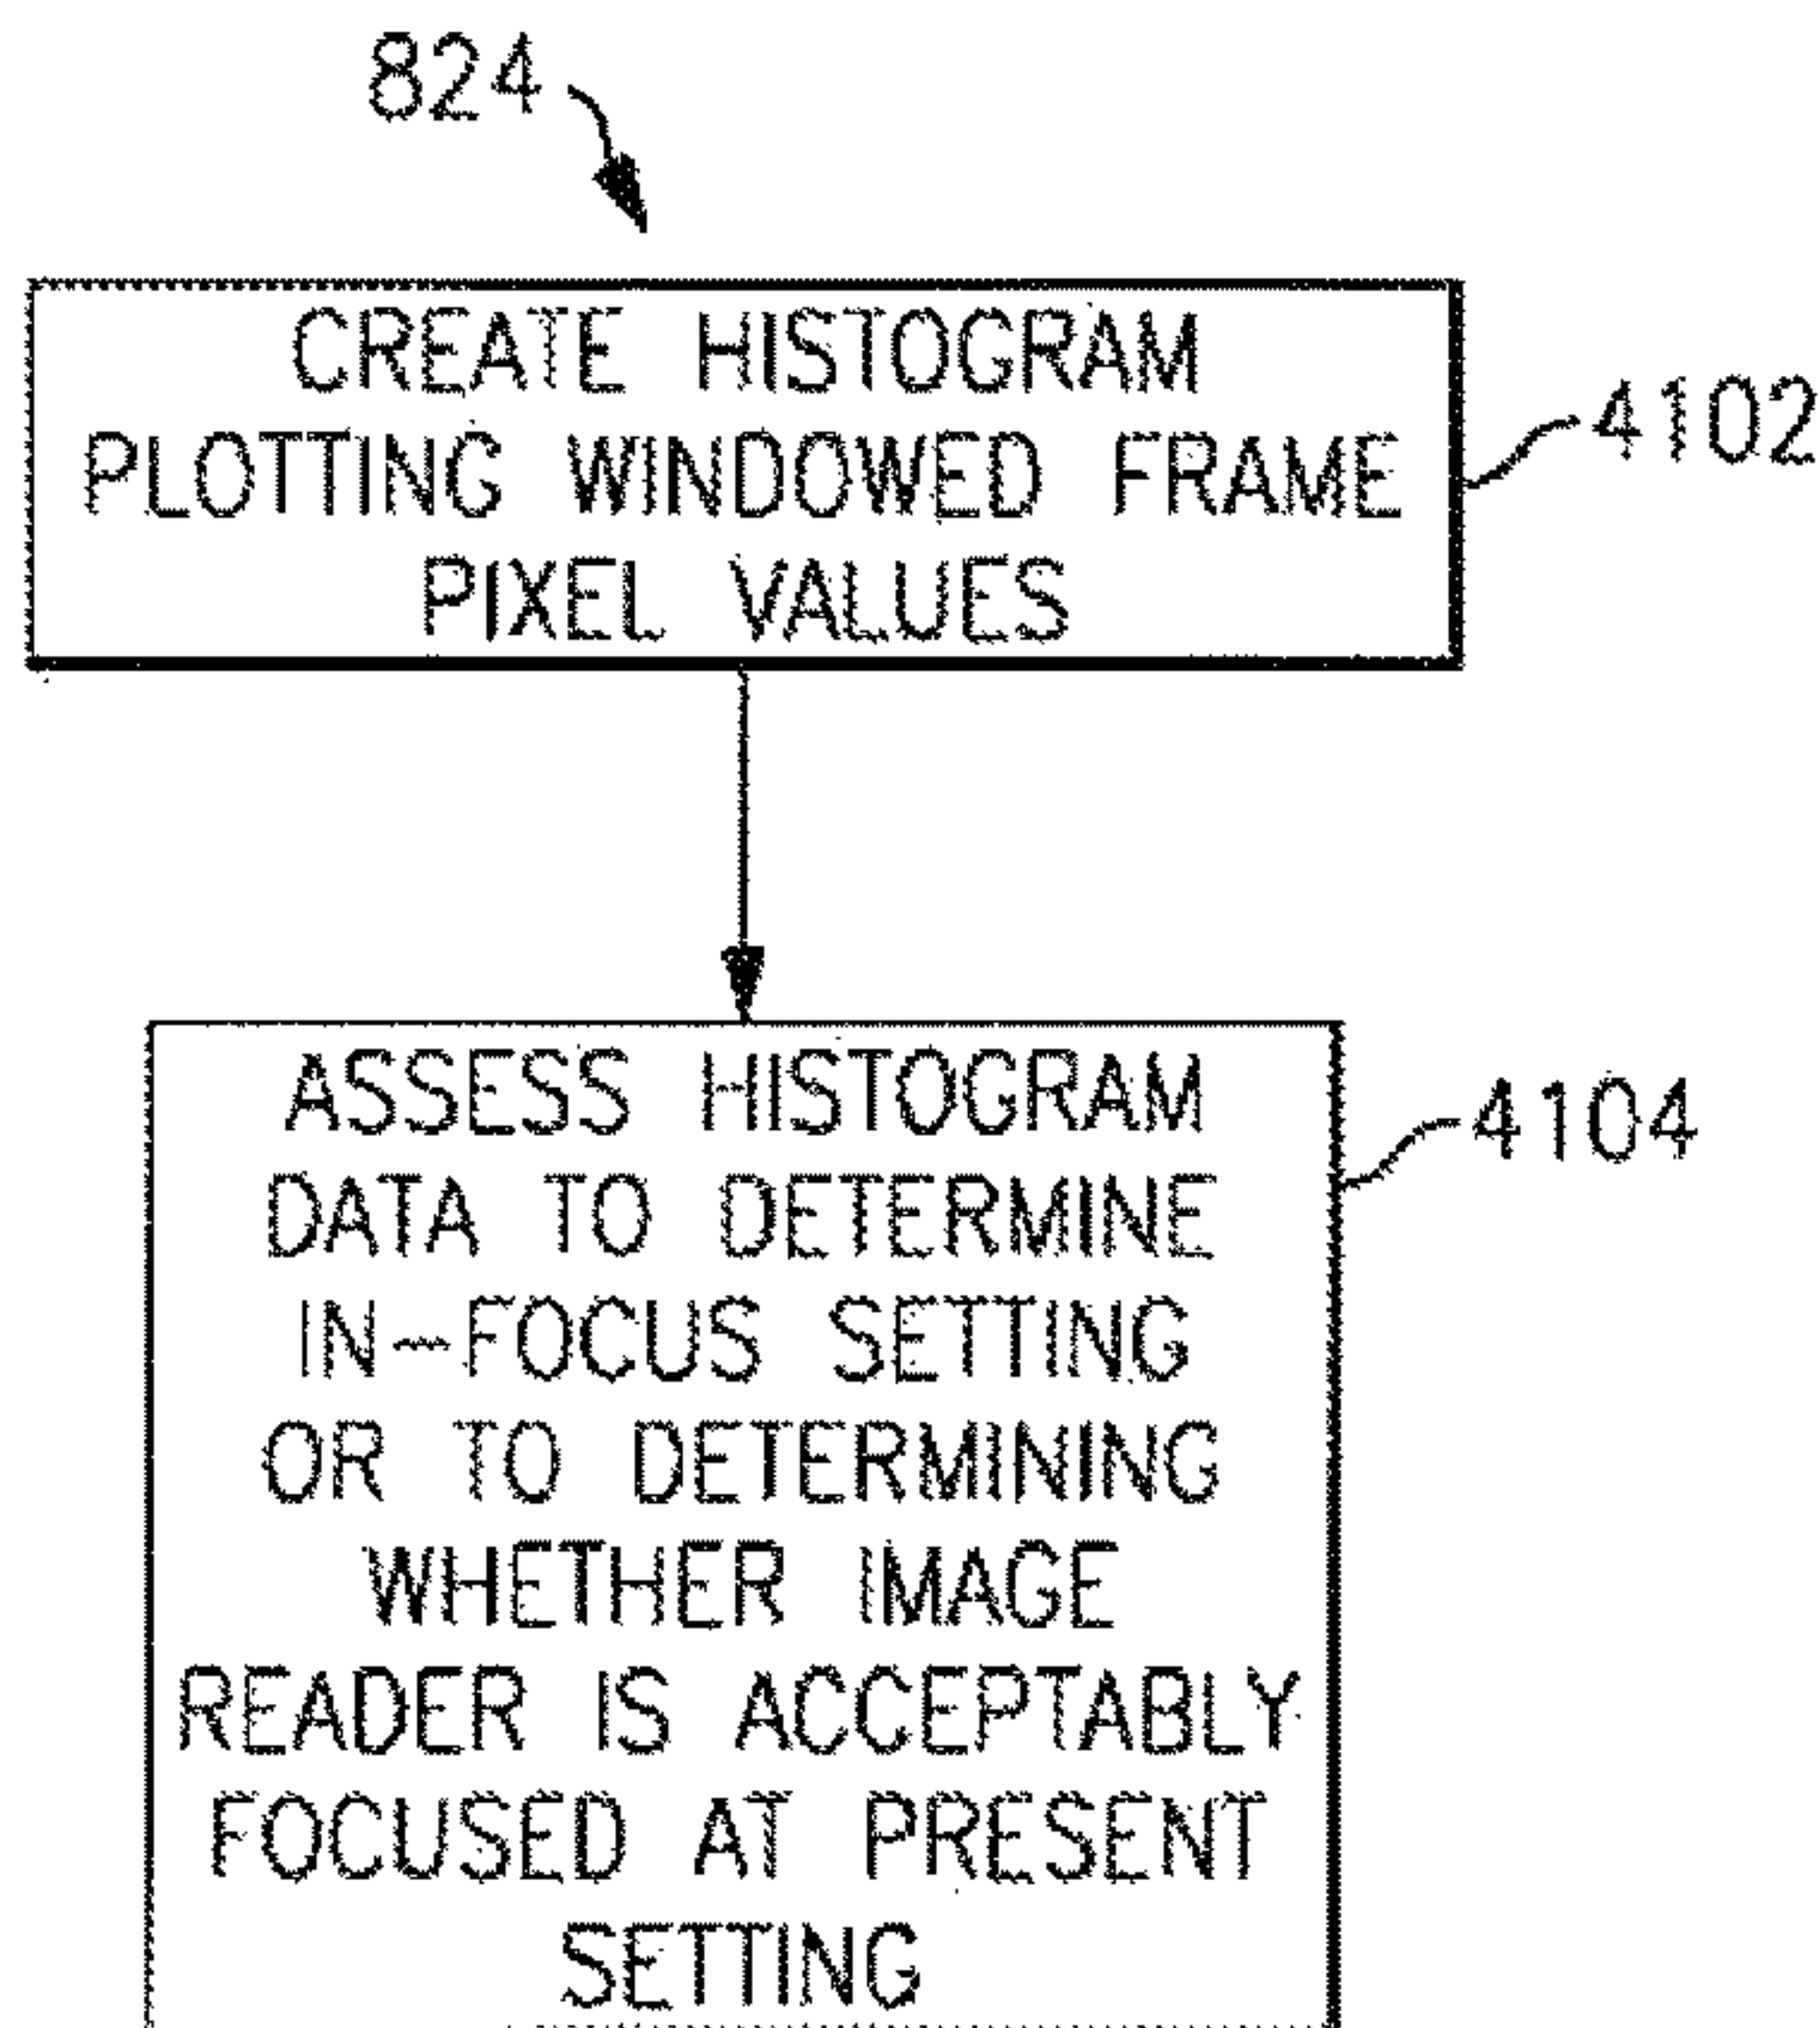 824
CREATE HISTOGRAM
PLOTTING WINDOWED FRAME
PIXEL VALUES
4102
ASSESS HISTOGRAM
DATA TO DETERMINE
IN-FOCUS SETTING
OR TO DETERMINING
WHETHER IMAGE
READER IS ACCEPTABLY
FOCUSED AT PRESENT
SETTING
4104